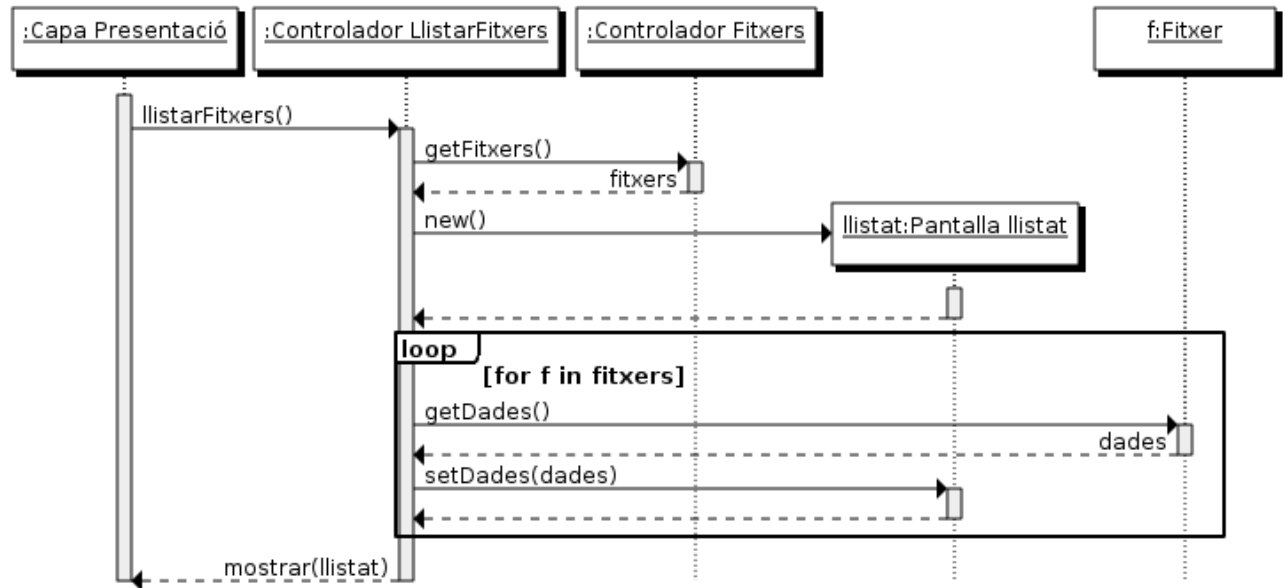 :Capa Presentació
:Controlador LlistarFitxers
:Controlador Fitxers
f:Fitxer
llistarFitxers()
getFitxers()
fitxers
new()
llistat:Pantalla llistat
loop
[for f in fitxers]
getDades()
dades
setDades(dades)
mostrar(llistat)